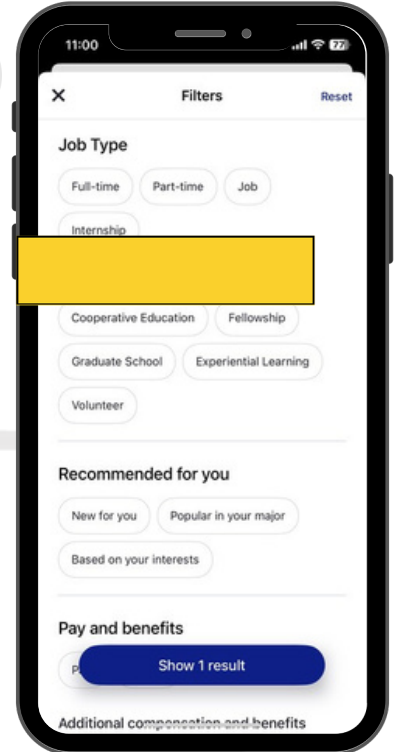 11:00 77
Filters Reset
Job Type
Full-time Part-time Job
Internship
Cooperative Education Fellowship
Graduate School Experiential Learning
Volunteer
Recommended for you
New for you Popular in your major
Based on your interests
Pay and benefits
Show 1 result
Additional compensation and benefits